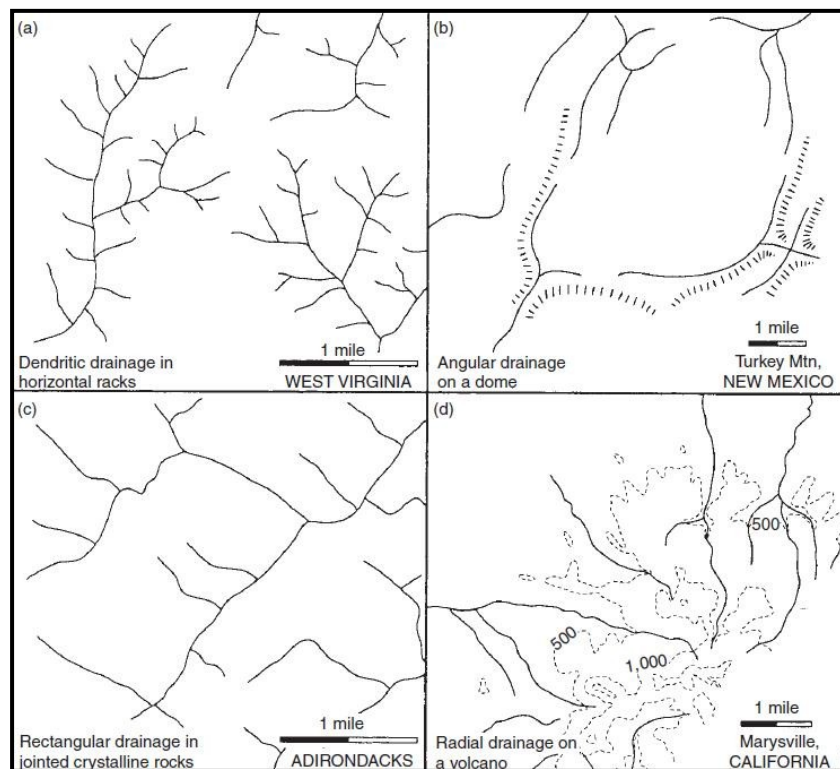 (a)
1 mile
Dendritic drainage in
horizontal racks
WEST VIRGINIA
(b)
1 mile
Angular drainage
on a dome
Turkey Mtn,
NEW MEXICO
(c)
1 mile
Rectangular drainage in
jointed crystalline rocks
ADIRONDACKS
(d)
500
500
1,000
1 mile
Radial drainage on
a volcano
Marysville,
CALIFORNIA